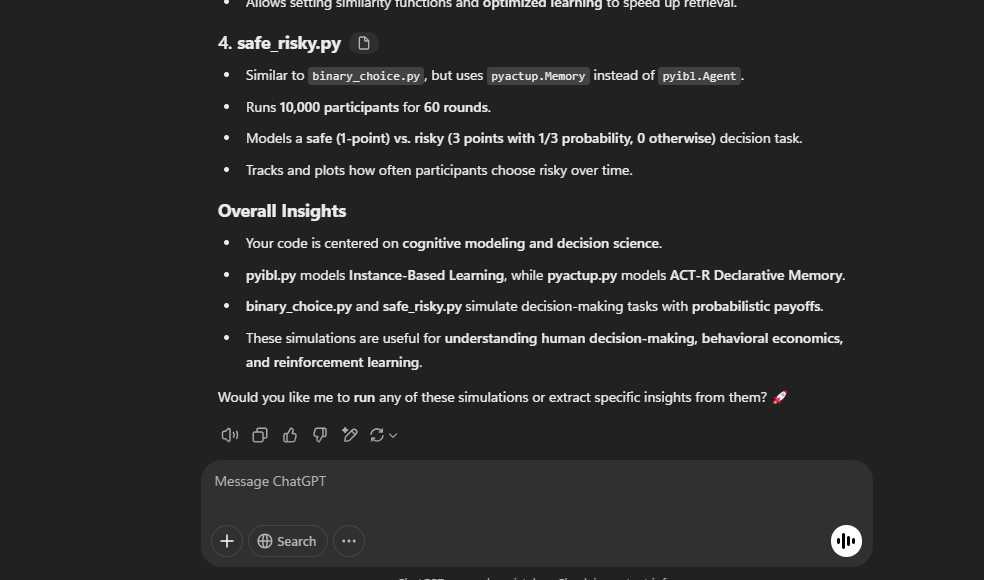 Allows setting similarity functions and optimized learning to speed up retrieval.
4. safe_risky.py
Similar to binary_choice.py, but uses pyactup.Memory instead of pyibl.Agent.
Runs 10,000 participants for 60 rounds.
Models a safe (1-point) vs. risky (3 points with 1/3 probability, 0 otherwise) decision task.
Tracks and plots how often participants choose risky over time.
Overall Insights
Your code is centered on cognitive modeling and decision science.
pyibl.py models Instance-Based Learning, while pyactup.py models ACT-R Declarative Memory.
binary_choice.py and safe_risky.py simulate decision-making tasks with probabilistic payoffs.
These simulations are useful for understanding human decision-making, behavioral economics,
and reinforcement learning.
Would you like me to run any of these simulations or extract specific insights from them? 🚀
Message ChatGPT
Search